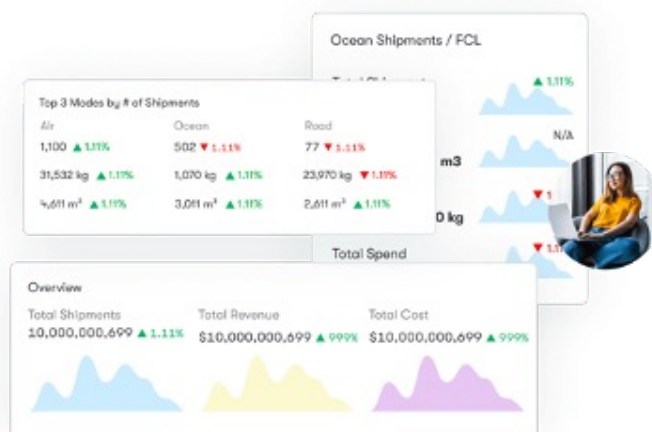 Ocean Shipments / FCL
▲ 1.11%
N/A
m3
kg
Total Spend
Top 3 Modes by # of Shipments
Air Ocean Road
1,100 ▲ 1.11% 502 ▼ 1.11% 77 ▼ 1.11%
31,532 kg ▲ 1.11% 1,070 kg ▲ 1.11% 23,970 kg ▼ 1.11%
4,611 m³ ▲ 1.11% 3,011 m³ ▲ 1.11% 2,611 m³ ▲ 1.11%
Overview
Total Shipments Total Revenue Total Cost
10,000,000,699 ▲ 1.11% $10,000,000,699 ▲ 999% $10,000,000,699 ▲ 999%